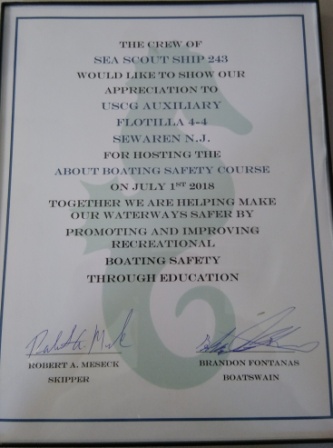 THE CREW OF
SEA SCOUT SHIP 243
WOULD LIKE TO SHOW OUR
APPRECIATION TO
USCG AUXILIARY
FLOTILLA 4-4
SEWAREN N.J.
FOR HOSTING THE
ABOUT BOATING SAFETY COURSE
ON JULY 1ST 2018
TOGETHER WE ARE HELPING MAKE
OUR WATERWAYS SAFER BY
PROMOTING AND IMPROVING
RECREATIONAL
BOATING SAFETY
THROUGH EDUCATION
ROBERT A. MESECK
SKIPPER
BRANDON FONTANAS
BOATSWAIN